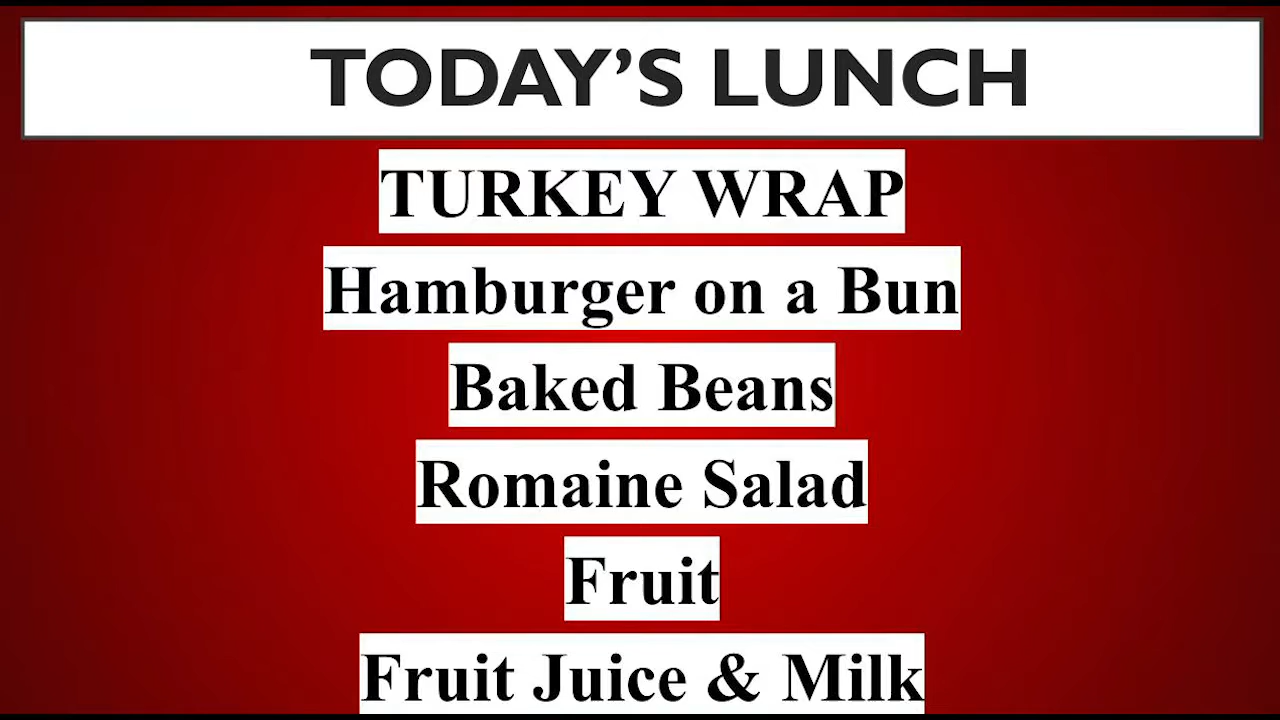 TODAY’S LUNCH
TURKEY WRAP
Hamburger on a Bun
Baked Beans
Romaine Salad
Fruit
Fruit Juice & Milk